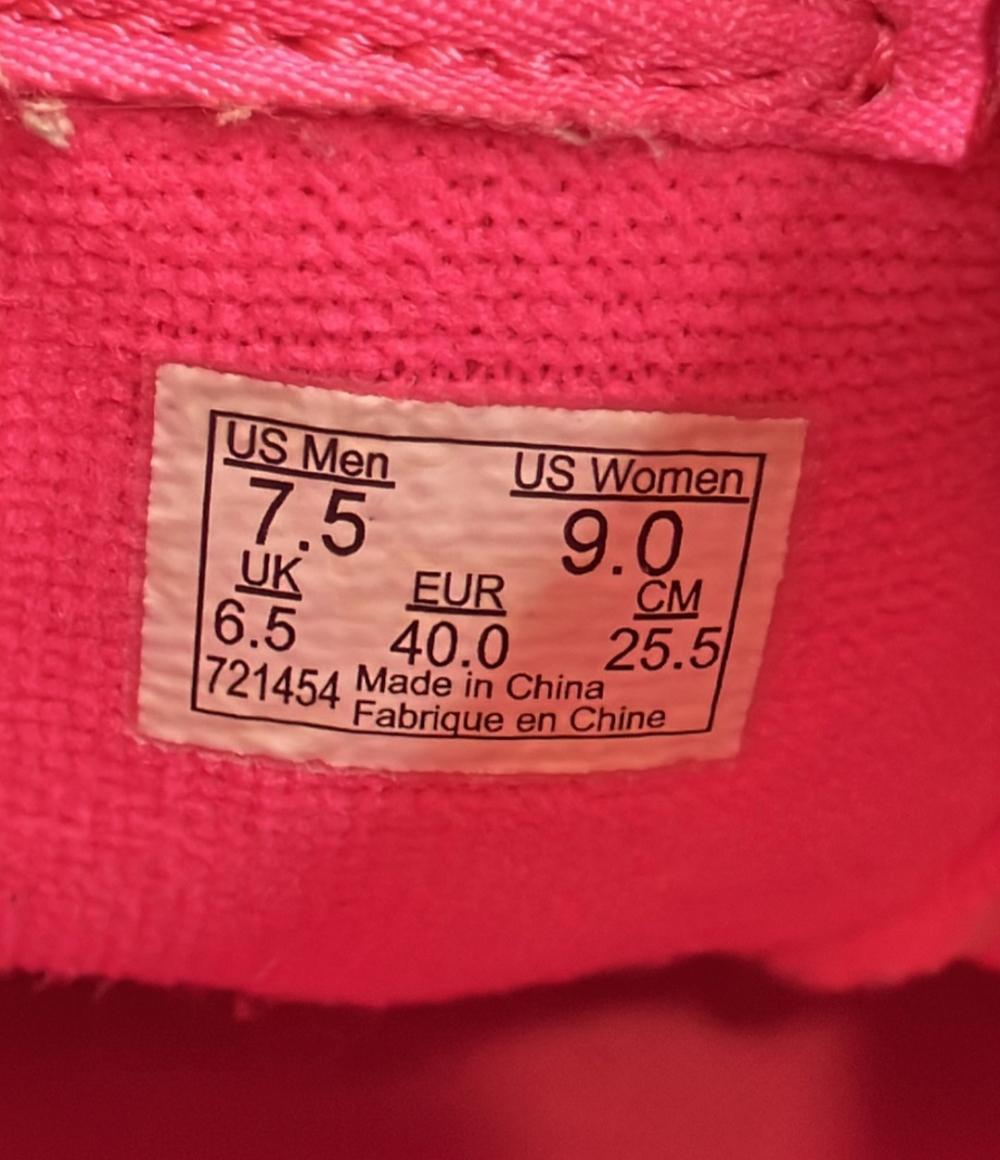 US Men US Women
7.5 9.0
UK EUR CM
6.5 40.0 25.5
721454 Made in China
Fabrique en Chine